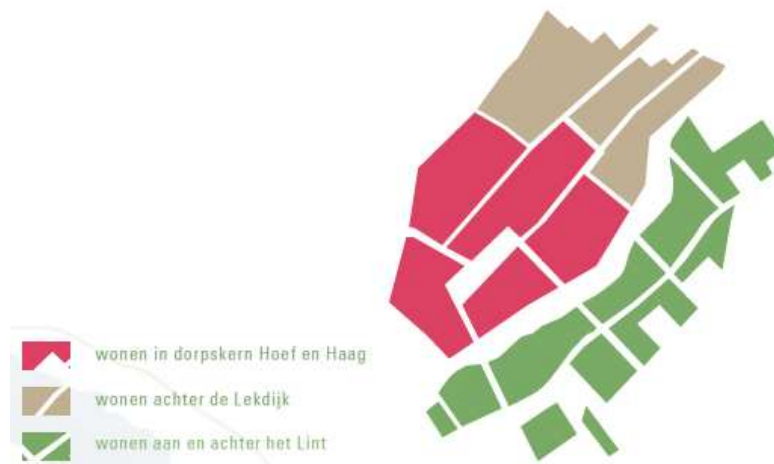 wonen in dorpskern Hoef en Haag
wonen achter de Lekdijk
wonen aan en achter het Lint